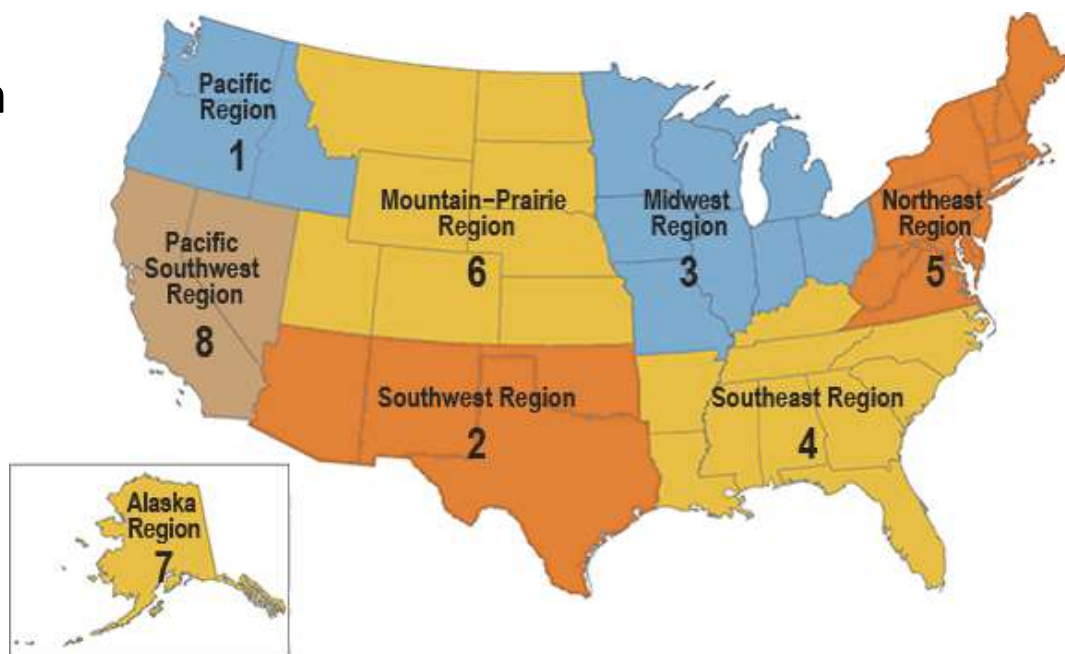 n
Pacific
Region
1
Mountain–Prairie
Region
6
Midwest
Region
3
Northeast
Region
5
Pacific
Southwest
Region
8
Southwest Region
2
Southeast Region
4
Alaska
Region
7